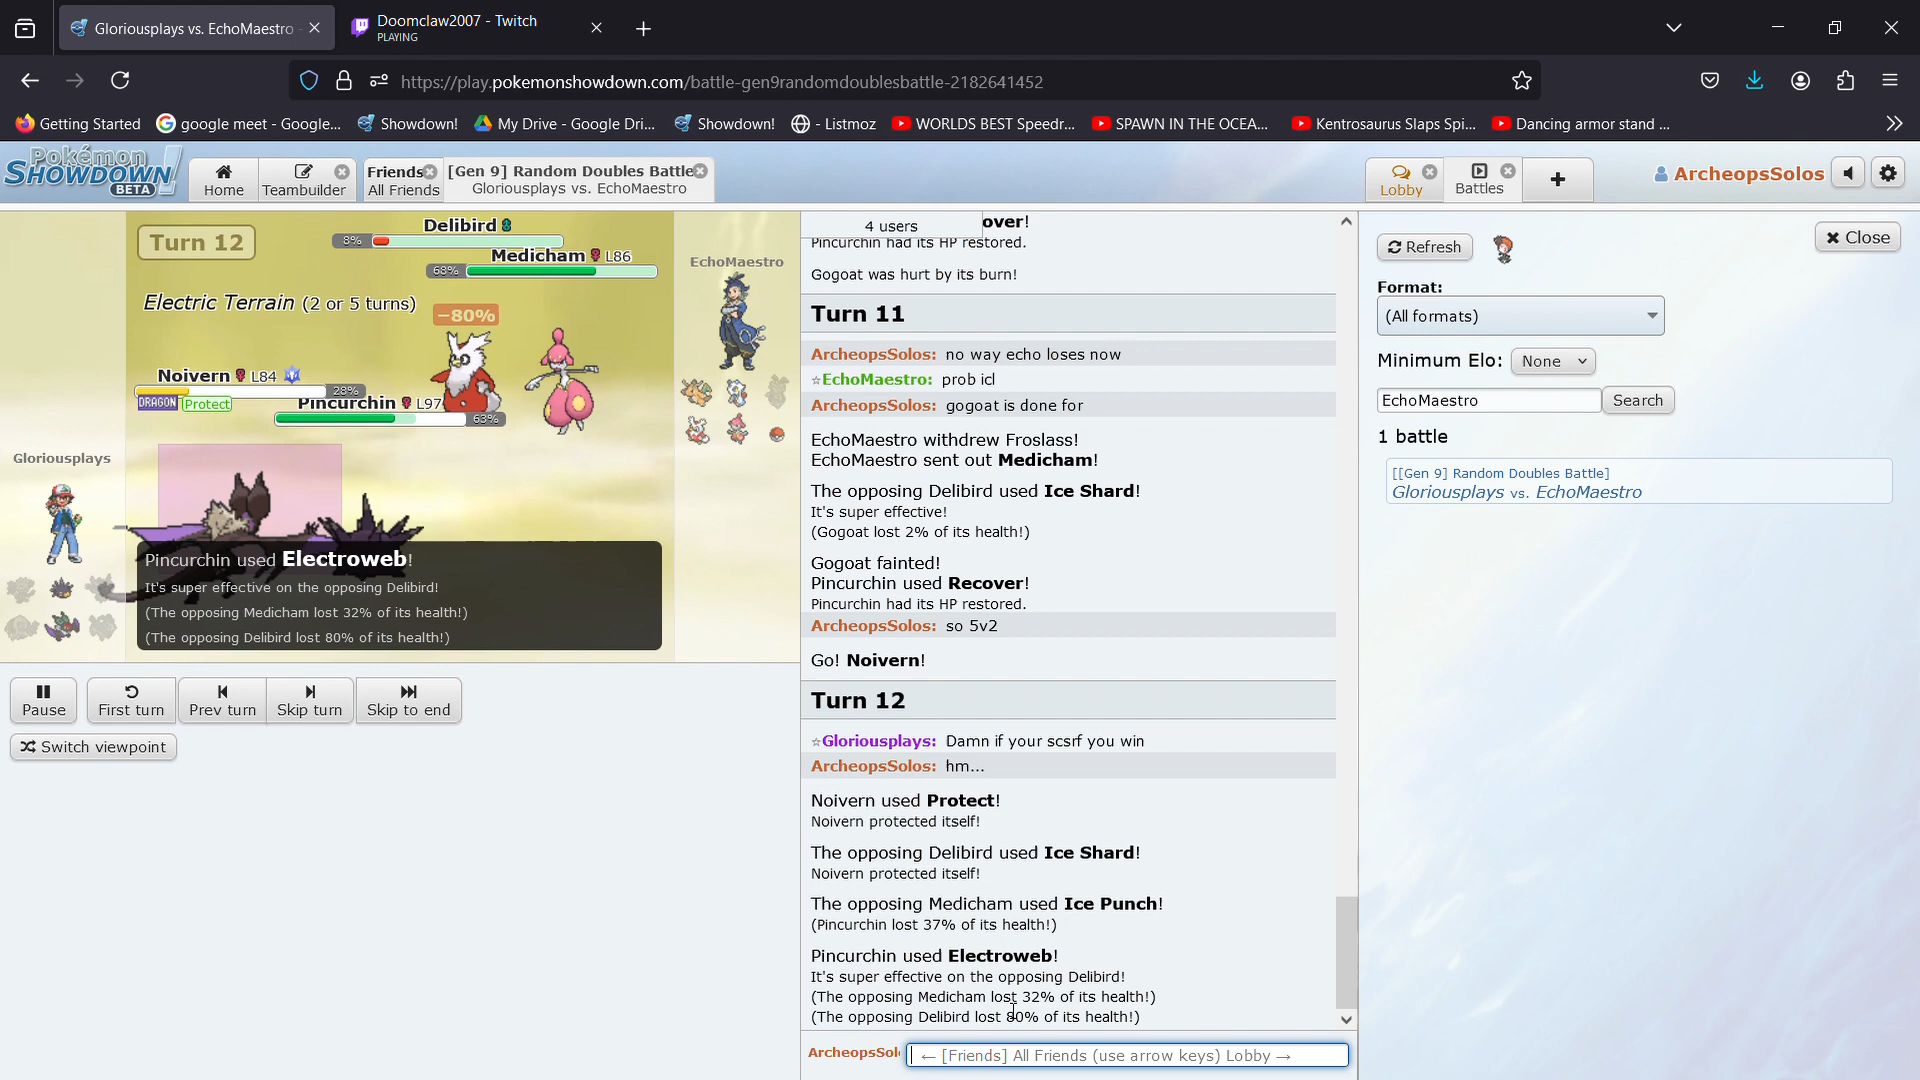 Gloriousplays vs. EchoMaestro -
Doomclaw2007 - Twitch
PLAYING
https://play.pokemonshowdown.com/battle-gen9randomdoublesbattle-2182641452
Getting Started
google meet - Google...
Showdown!
My Drive - Google Dri...
Showdown!
- Listmoz
WORLDS BEST Speedr...
SPAWN IN THE OCEA...
Kentrosaurus Slaps Spi...
Dancing armor stand ...
Pokémon
SHOWDOWN!
BETA
Home
Teambuilder
Friends
All Friends
[Gen 9] Random Doubles Battle
Gloriousplays vs. EchoMaestro
Lobby
Battles
ArcheopsSolos
Turn 12
Delibird
8%
Medicham L86
68%
EchoMaestro
Electric Terrain (2 or 5 turns)
−80%
Noivern L84
28%
DRAGON Protect
Pincurchin L97
63%
Gloriousplays
Pincurchin used Electroweb!
It's super effective on the opposing Delibird!
(The opposing Medicham lost 32% of its health!)
(The opposing Delibird lost 80% of its health!)
Pause
First turn
Prev turn
Skip turn
Skip to end
Switch viewpoint
4 users
over!
Pincurchin had its HP restored.
Gogoat was hurt by its burn!
Turn 11
ArcheopsSolos: no way echo loses now
☆EchoMaestro: prob icl
ArcheopsSolos: gogoat is done for
EchoMaestro withdrew Froslass!
EchoMaestro sent out Medicham!
The opposing Delibird used Ice Shard!
It's super effective!
(Gogoat lost 2% of its health!)
Gogoat fainted!
Pincurchin used Recover!
Pincurchin had its HP restored.
ArcheopsSolos: so 5v2
Go! Noivern!
Turn 12
☆Gloriousplays: Damn if your scsrf you win
ArcheopsSolos: hm...
Noivern used Protect!
Noivern protected itself!
The opposing Delibird used Ice Shard!
Noivern protected itself!
The opposing Medicham used Ice Punch!
(Pincurchin lost 37% of its health!)
Pincurchin used Electroweb!
It's super effective on the opposing Delibird!
(The opposing Medicham lost 32% of its health!)
(The opposing Delibird lost 80% of its health!)
ArcheopsSol
← [Friends] All Friends (use arrow keys) Lobby →
Refresh
Close
Format:
(All formats)
Minimum Elo: None
EchoMaestro
Search
1 battle
[[Gen 9] Random Doubles Battle]
Gloriousplays vs. EchoMaestro